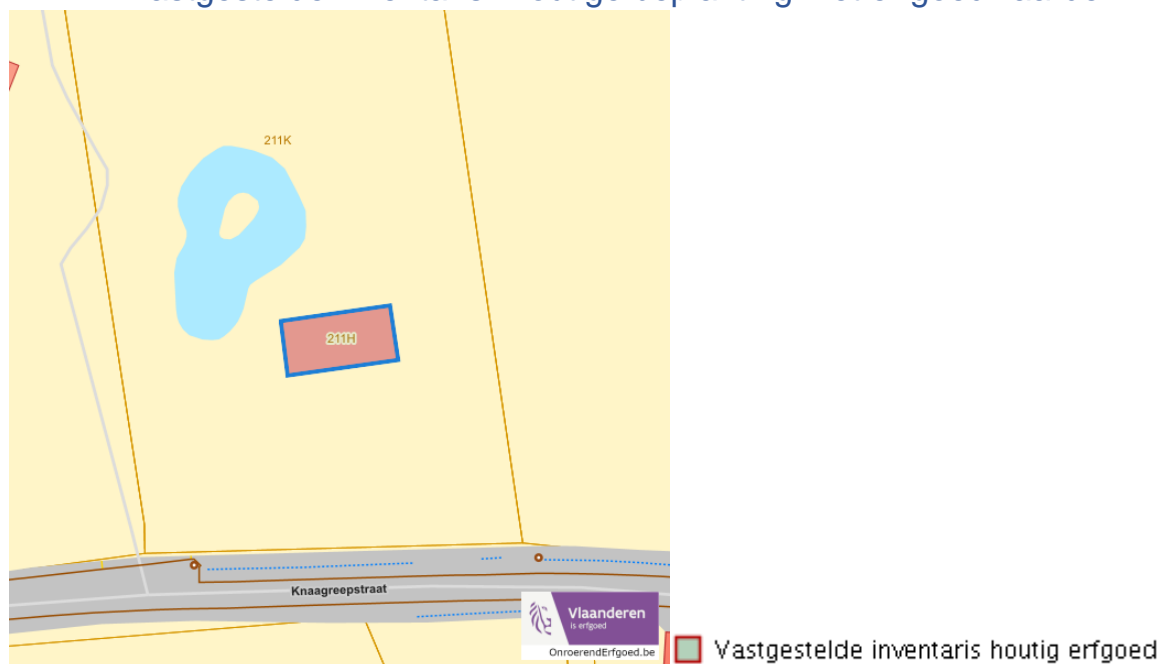 211K
211H
Knaagreepstraat
Vlaanderen
is erfgoed
OnroerendErfgoed.be
Vastgestelde inventaris houtig erfgoed